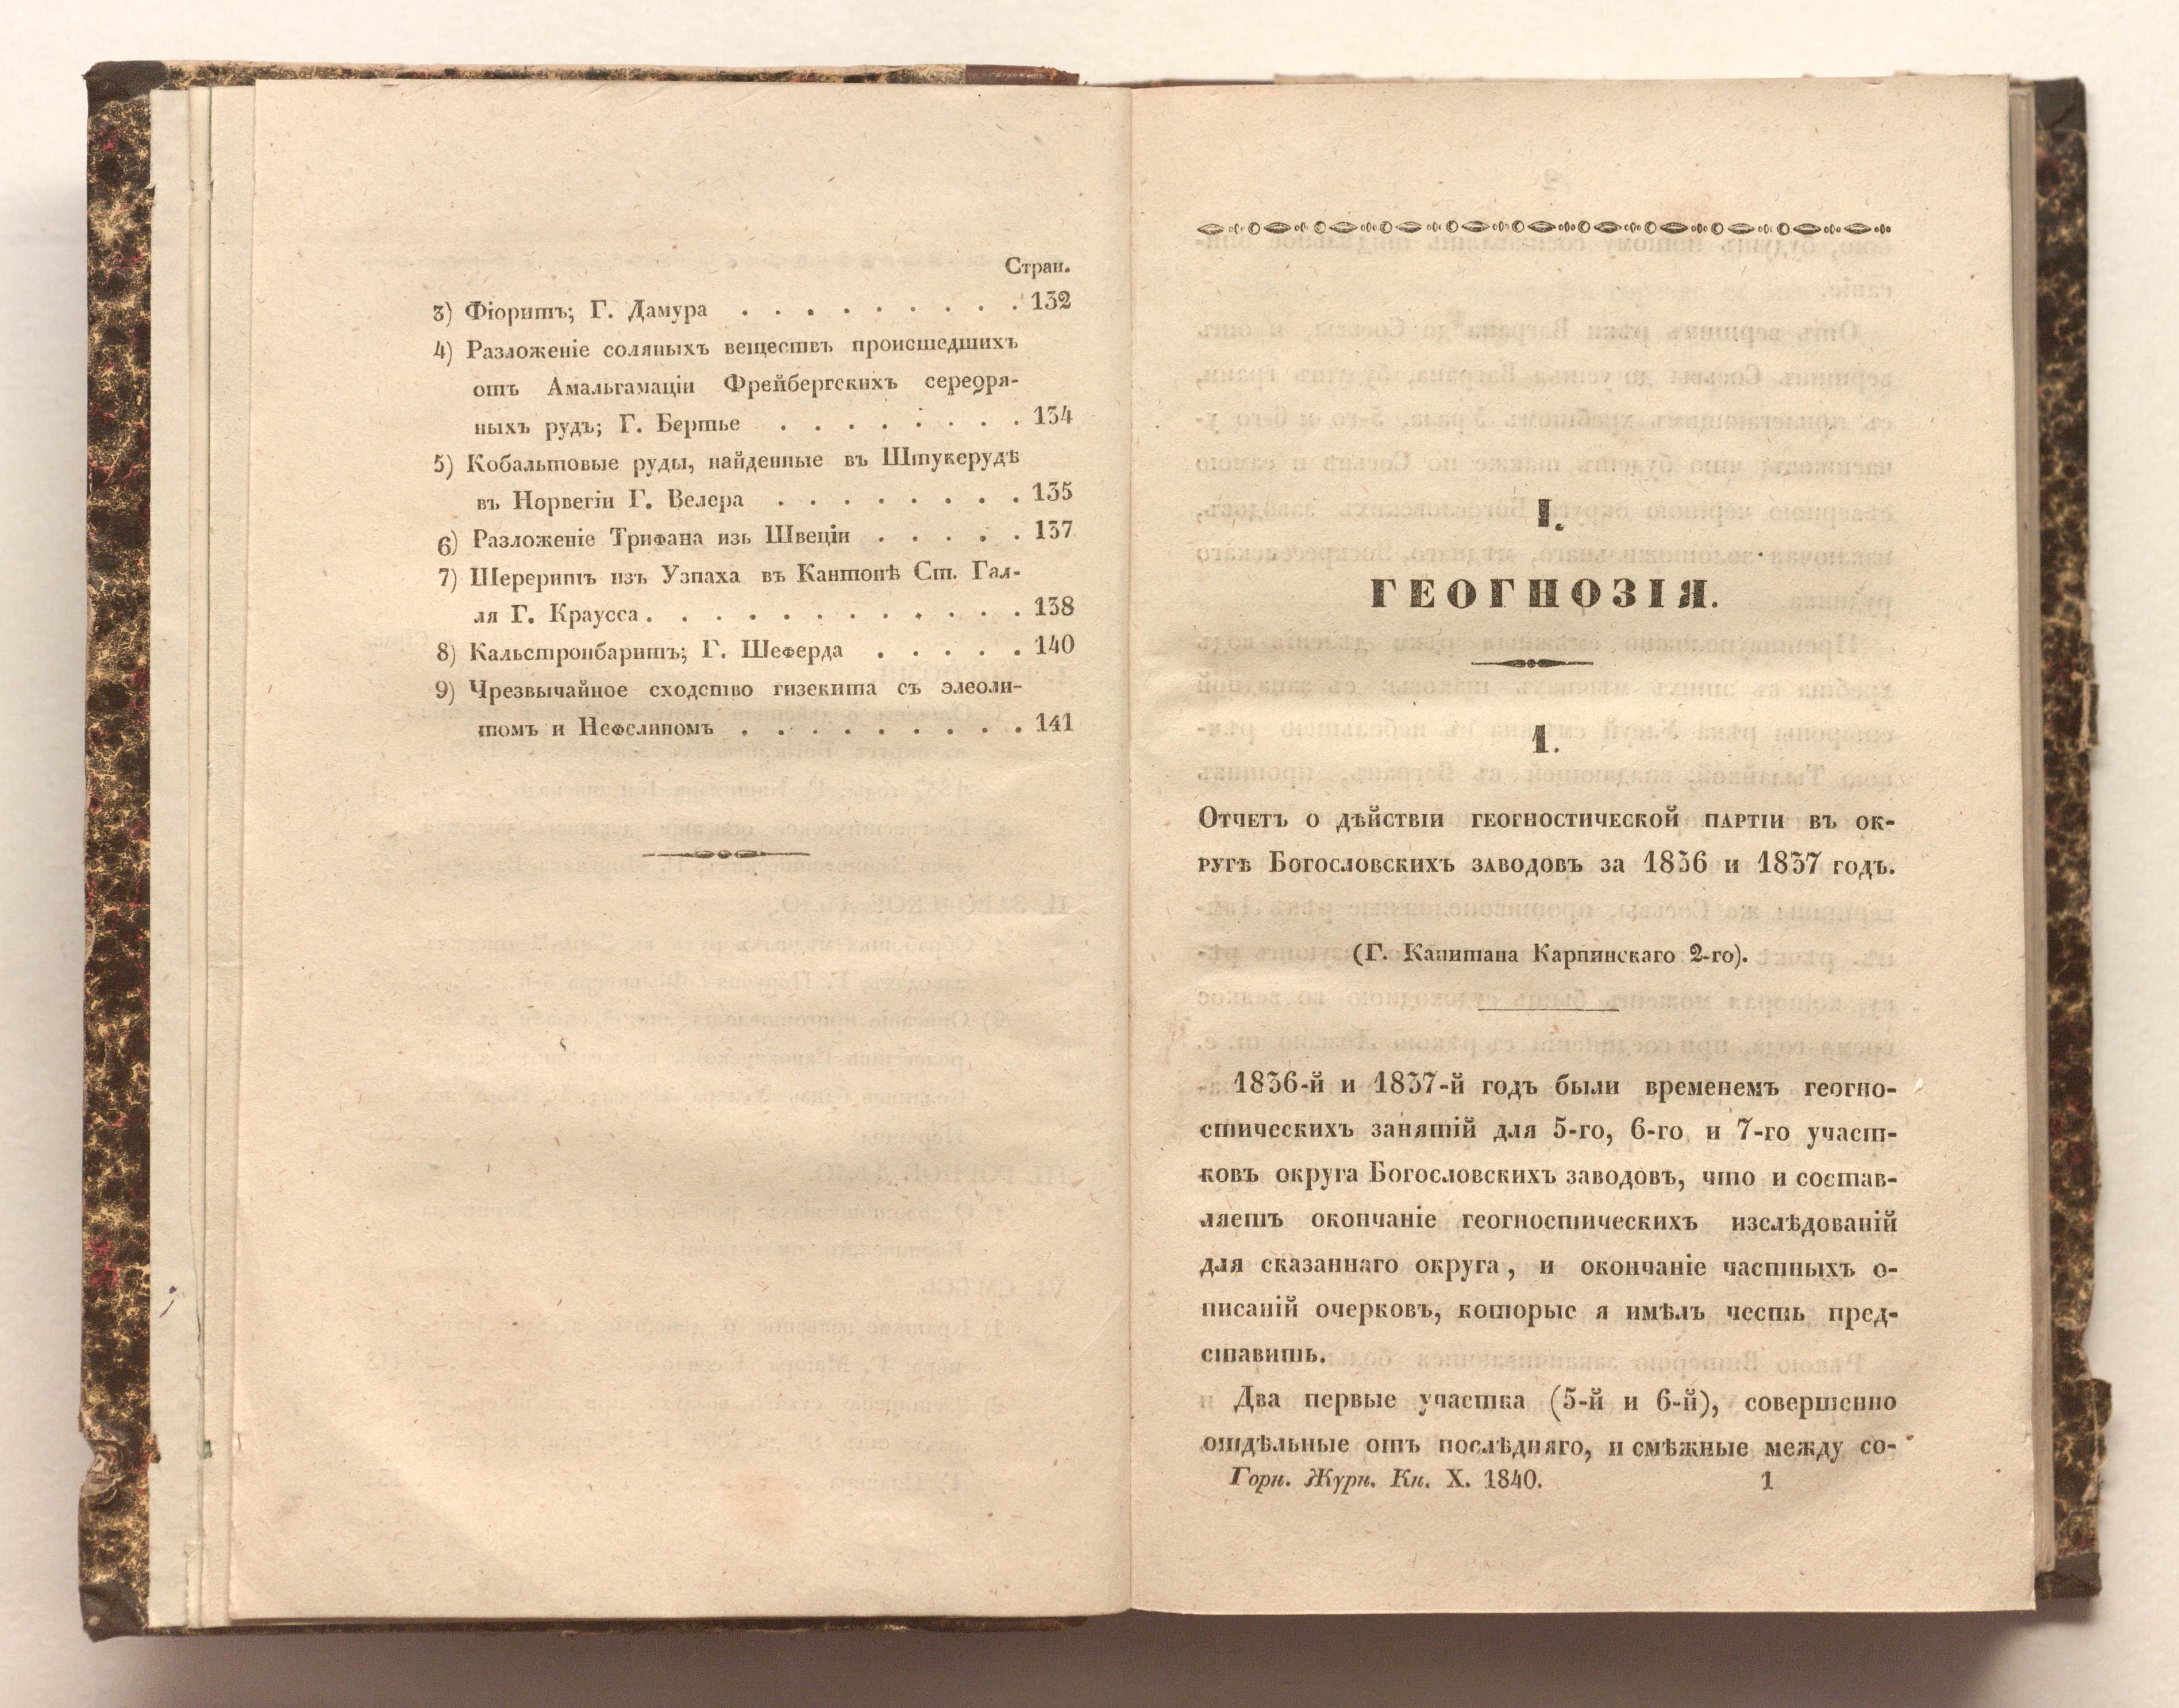 Стран.
3) Фіоритъ; Г. Дамура . . . . . . . . . 132
4) Разложеніе соляныхъ веществъ происшедшихъ
отъ Амальгамаціи Фрейбергскихъ серебря-
ныхъ рудъ; Г. Бертье . . . . . . . . 134
5) Кобальтовые руды, найденные въ Штукерудѣ
въ Норвегіи Г. Велера . . . . . . . . 135
6) Разложеніе Трифана изъ Швеціи . . . . . 137
7) Шереритъ изъ Узпаха въ Кантонѣ Ст. Гал-
ля Г. Краусса . . . . . . . . . . . . 138
8) Кальстронбаритъ; Г. Шеферда . . . . . 140
9) Чрезвычайное сходство гизекита съ элеоли-
томъ и Нефелиномъ . . . . . . . . . 141
I.
ГЕОГНОЗІЯ.
1.
Отчетъ о дѣйствіи геогностической партіи въ ок-
ругѣ Богословскихъ заводовъ за 1836 и 1837 годъ.
(Г. Капитана Карпинскаго 2-го).
1836-й и 1837-й годъ были временемъ геогно-
стическихъ занятій для 5-го, 6-го и 7-го участ-
ковъ округа Богословскихъ заводовъ, что и состав-
ляетъ окончаніе геогностическихъ изслѣдованій
для сказаннаго округа, и окончаніе частныхъ о-
писаній очерковъ, которые я имѣлъ честь пред-
ставить.
Два первые участка (5-й и 6-й), совершенно
отдѣльные отъ послѣдняго, и смѣжные между со-
Горн. Журн. Кн. X. 1840. 1